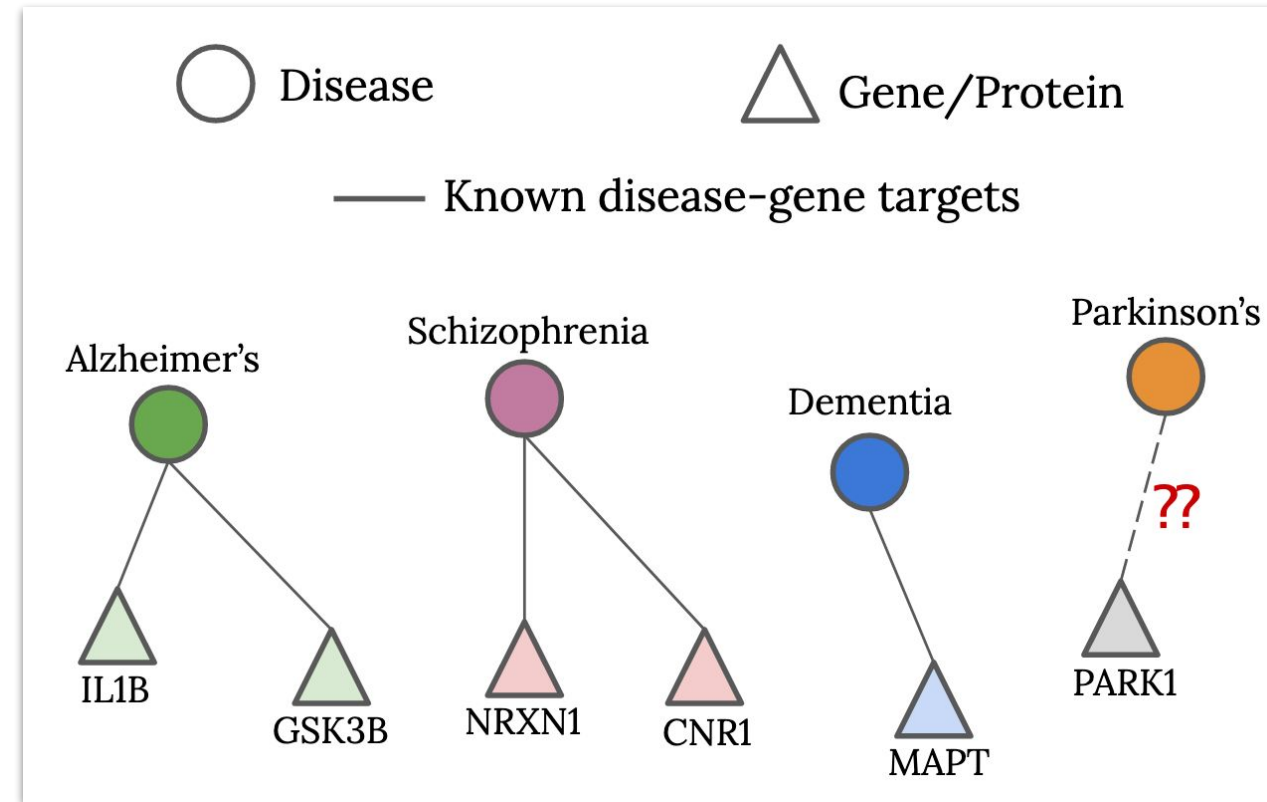 Disease
Gene/Protein
Known disease-gene targets
Alzheimer’s
Schizophrenia
Dementia
Parkinson’s
??
IL1B
GSK3B
NRXN1
CNR1
MAPT
PARK1